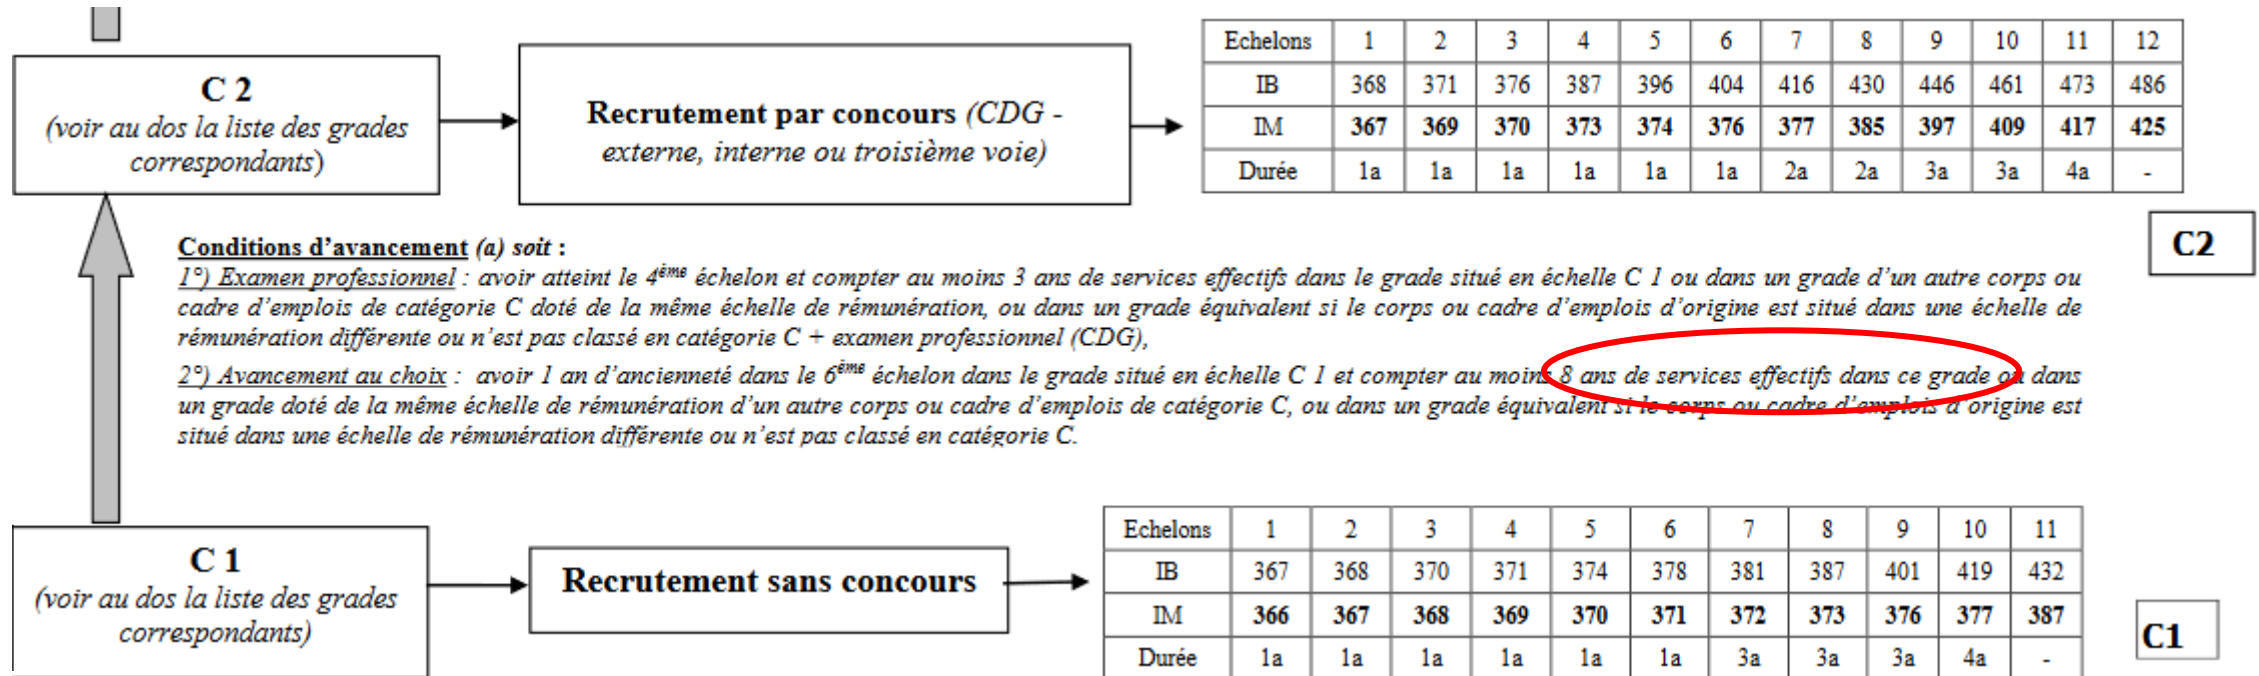 C 2
(voir au dos la liste des grades
correspondants)
Recrutement par concours (CDG -
externe, interne ou troisième voie)
Echelons 1 2 3 4 5 6 7 8 9 10 11 12
IB 368 371 376 387 396 404 416 430 446 461 473 486
IM 367 369 370 373 374 376 377 385 397 409 417 425
Durée 1a 1a 1a 1a 1a 1a 2a 2a 3a 3a 4a -
C2
Conditions d’avancement (a) soit :
1°) Examen professionnel : avoir atteint le 4ème échelon et compter au moins 3 ans de services effectifs dans le grade situé en échelle C 1 ou dans un grade d’un autre corps ou
cadre d’emplois de catégorie C doté de la même échelle de rémunération, ou dans un grade équivalent si le corps ou cadre d’emplois d’origine est situé dans une échelle de
rémunération différente ou n’est pas classé en catégorie C + examen professionnel (CDG),
2°) Avancement au choix : avoir 1 an d’ancienneté dans le 6ème échelon dans le grade situé en échelle C 1 et compter au moins 8 ans de services effectifs dans ce grade ou dans
un grade doté de la même échelle de rémunération d’un autre corps ou cadre d’emplois de catégorie C, ou dans un grade équivalent si le corps ou cadre d’emplois d’origine est
situé dans une échelle de rémunération différente ou n’est pas classé en catégorie C.
C 1
(voir au dos la liste des grades
correspondants)
Recrutement sans concours
Echelons 1 2 3 4 5 6 7 8 9 10 11
IB 367 368 370 371 374 378 381 387 401 419 432
IM 366 367 368 369 370 371 372 373 376 377 387
Durée 1a 1a 1a 1a 1a 1a 3a 3a 3a 4a -
C1